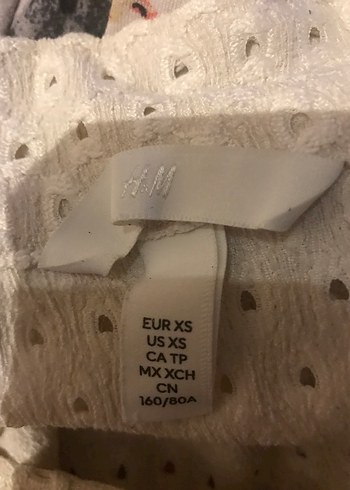 H&M
EUR XS
US XS
CA TP
MX XCH
CN
160/80A